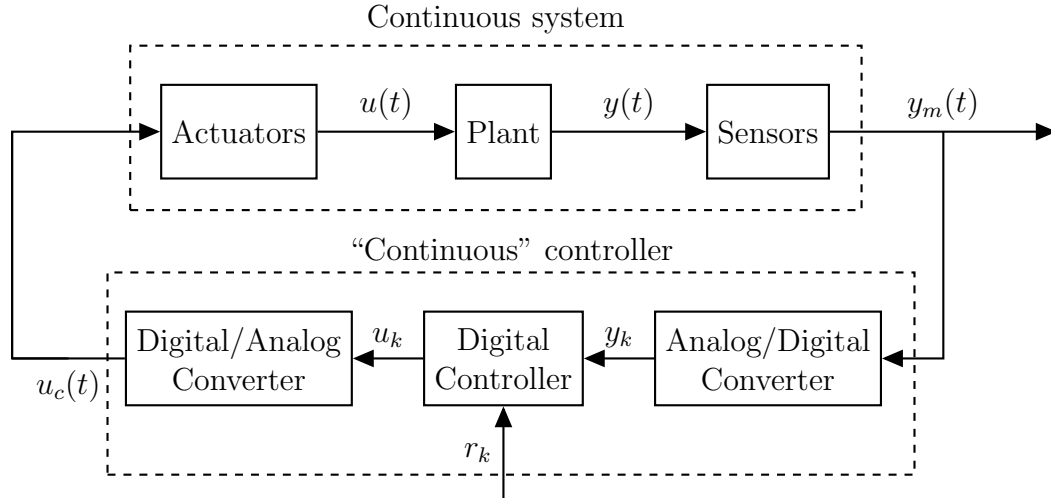 Continuous system
u(t)
y(t)
y_m(t)
Actuators
Plant
Sensors
“Continuous” controller
Digital/Analog
Converter
u_k
Digital
Controller
y_k
Analog/Digital
Converter
u_c(t)
r_k